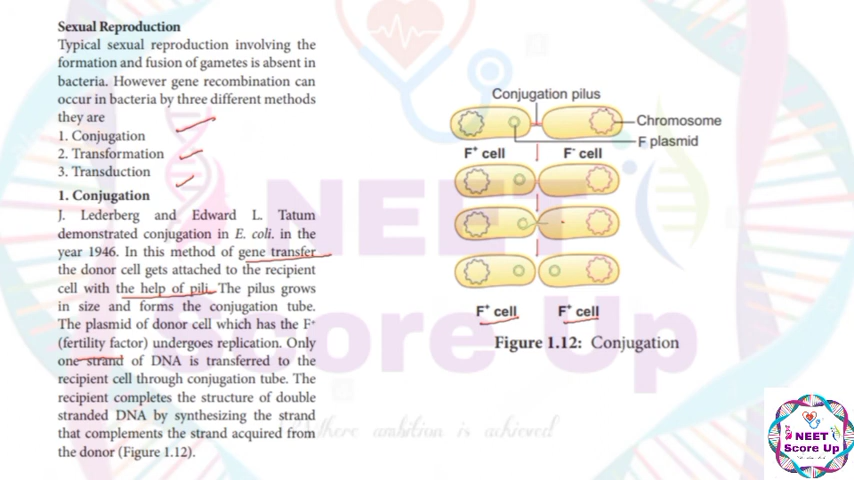 Sexual Reproduction
Typical sexual reproduction involving the
formation and fusion of gametes is absent in
bacteria. However gene recombination can
occur in bacteria by three different methods
they are
1. Conjugation
2. Transformation
3. Transduction
1. Conjugation
J. Lederberg and Edward L. Tatum
demonstrated conjugation in E. coli. in the
year 1946. In this method of gene transfer
the donor cell gets attached to the recipient
cell with the help of pili. The pilus grows
in size and forms the conjugation tube.
The plasmid of donor cell which has the F+
(fertility factor) undergoes replication. Only
one strand of DNA is transferred to the
recipient cell through conjugation tube. The
recipient completes the structure of double
stranded DNA by synthesizing the strand
that complements the strand acquired from
the donor (Figure 1.12).
Conjugation pilus
Chromosome
F plasmid
F+ cell F- cell
F+ cell F+ cell
Figure 1.12: Conjugation
NEET
Score Up
Where ambition is achieved
NEET
Score Up